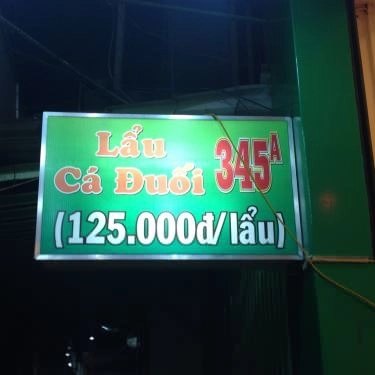 Lẩu
Cá Đuối 345A
(125.000đ/lẩu)